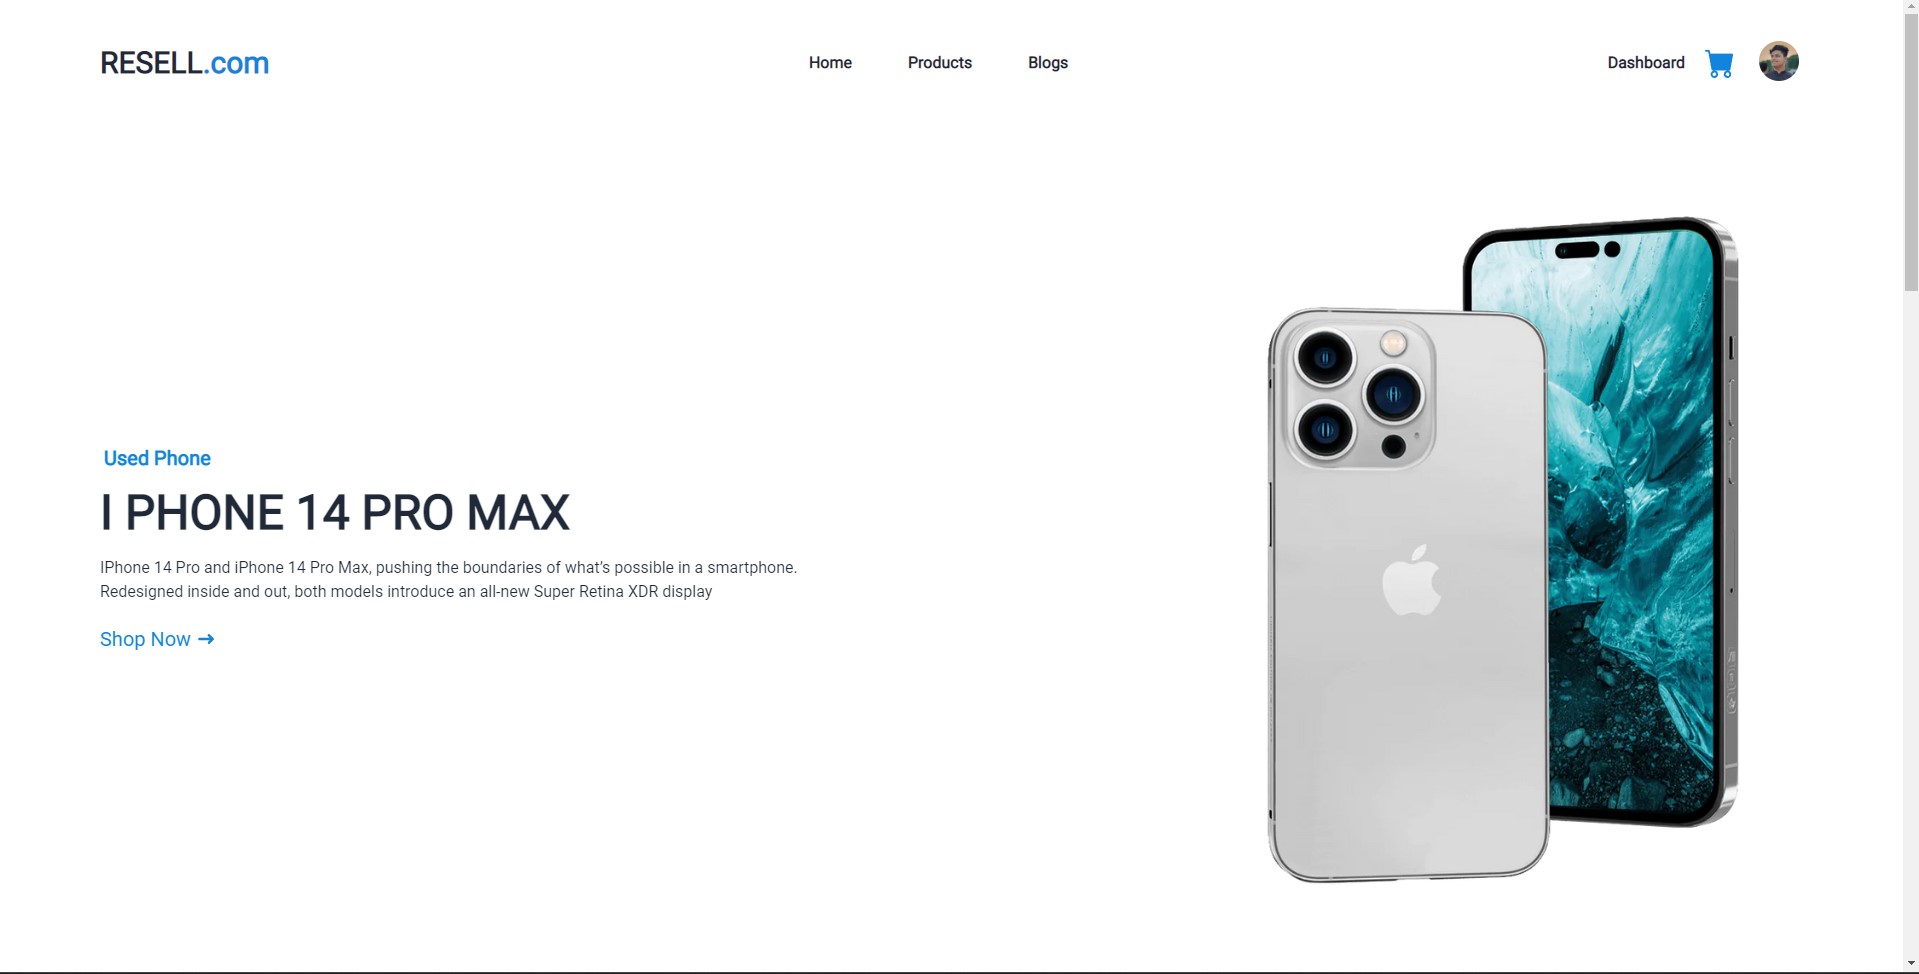 RESELL.com
Home
Products
Blogs
Dashboard
Used Phone
I PHONE 14 PRO MAX
IPhone 14 Pro and iPhone 14 Pro Max, pushing the boundaries of what’s possible in a smartphone.
Redesigned inside and out, both models introduce an all-new Super Retina XDR display
Shop Now →